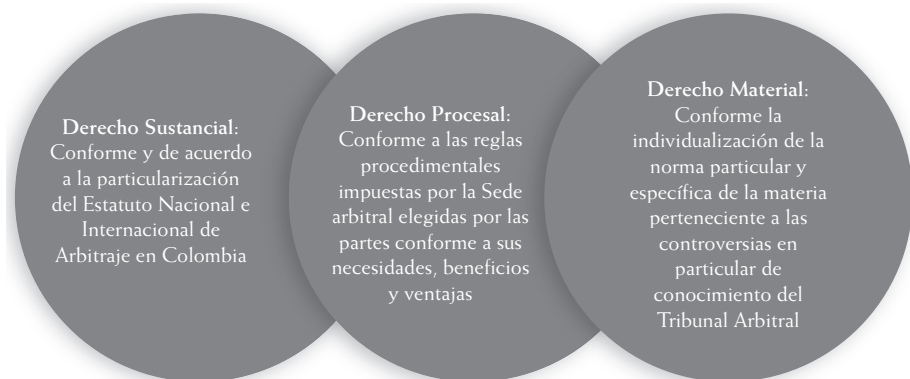 Derecho Sustancial:
Conforme y de acuerdo
a la particularización
del Estatuto Nacional e
Internacional de
Arbitraje en Colombia
Derecho Procesal:
Conforme a las reglas
procedimentales
impuestas por la Sede
arbitral elegidas por las
partes conforme a sus
necesidades, beneficios
y ventajas
Derecho Material:
Conforme la
individualización de la
norma particular y
específica de la materia
perteneciente a las
controversias en
particular de
conocimiento del
Tribunal Arbitral